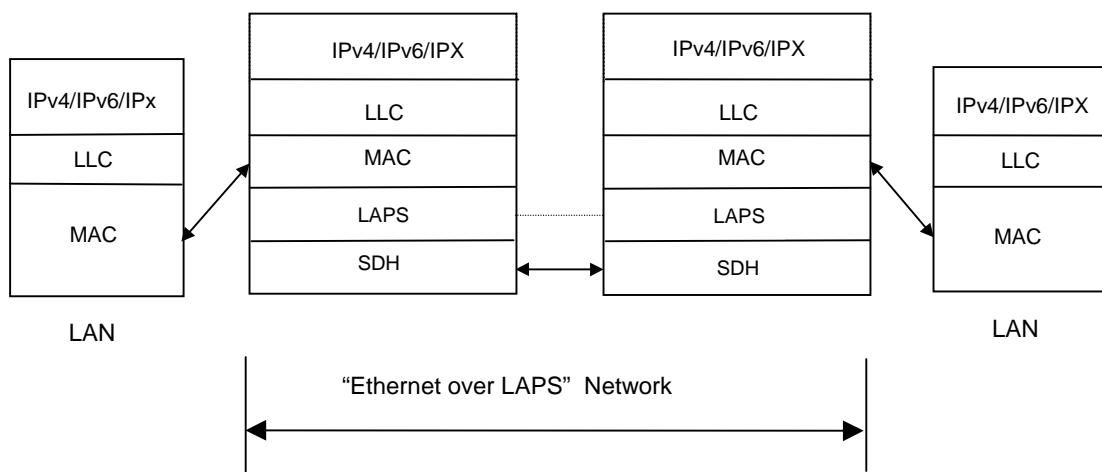 IPv4/IPv6/IPx
LLC
MAC
LAN
IPv4/IPv6/IPX
LLC
MAC
LAPS
SDH
IPv4/IPv6/IPX
LLC
MAC
LAPS
SDH
IPv4/IPv6/IPX
LLC
MAC
LAN
“Ethernet over LAPS” Network